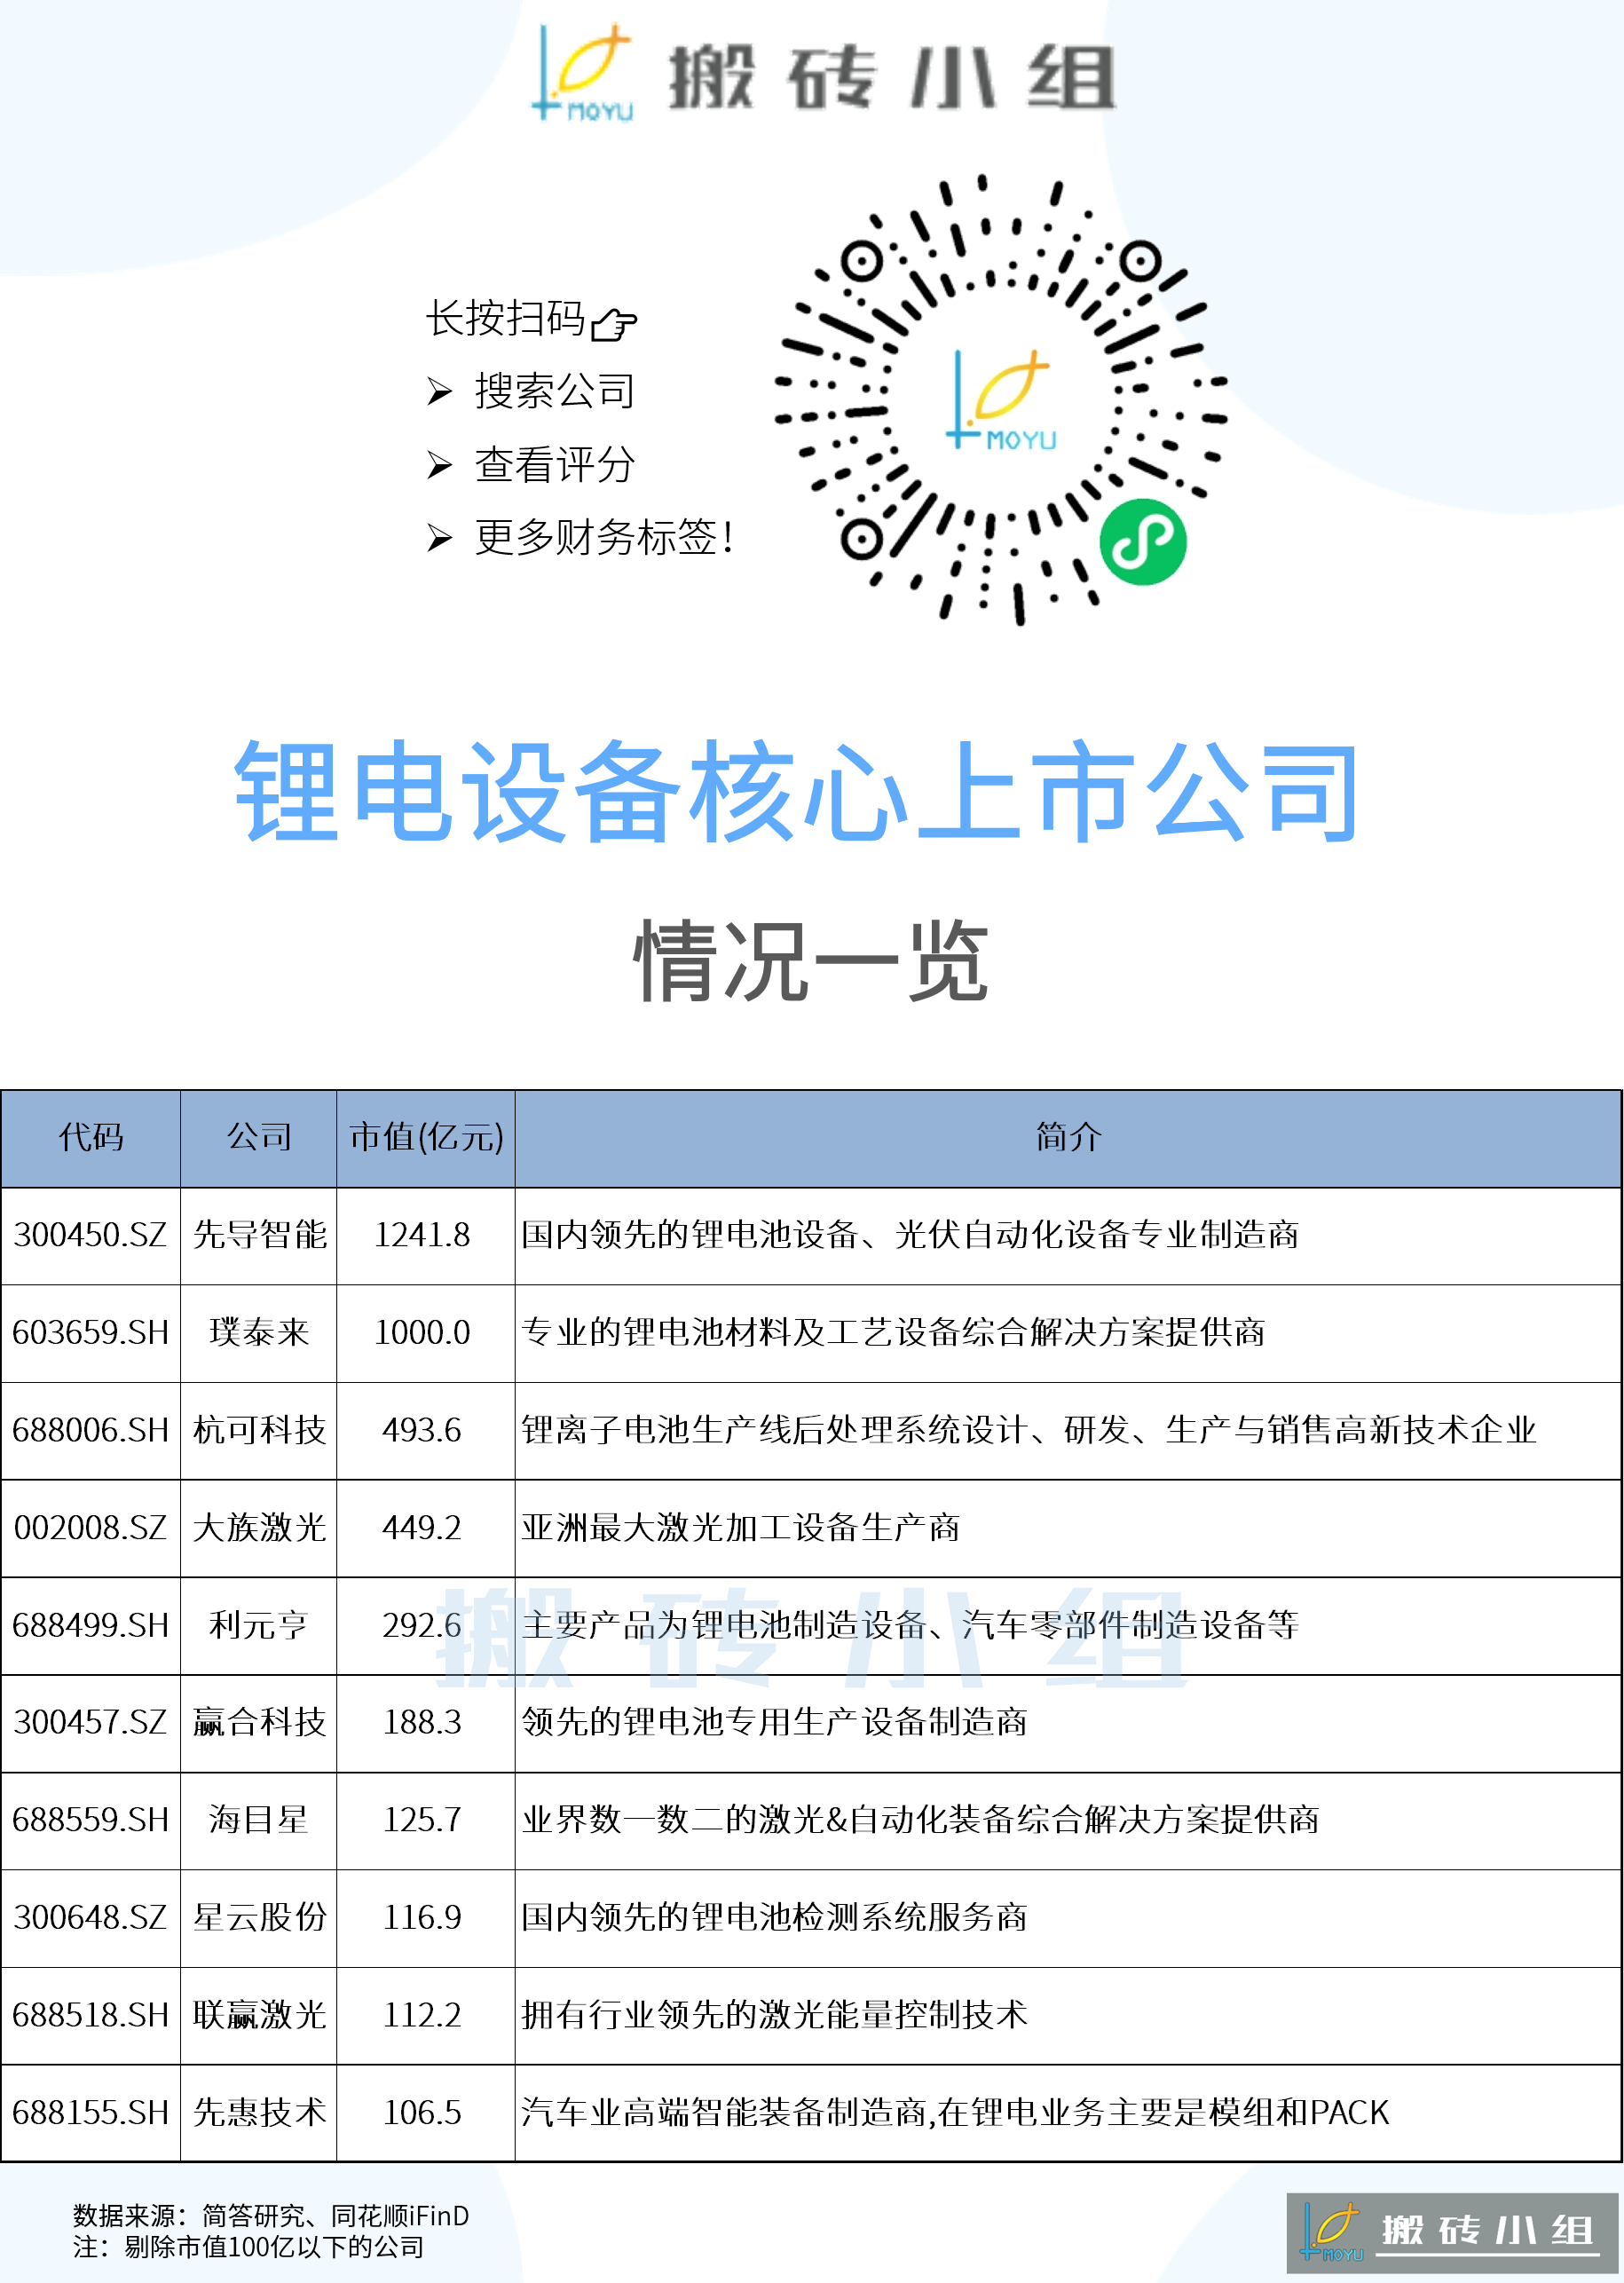 MOYU 搬砖小组
长按扫码
搜索公司
查看评分
更多财务标签！
MOYU
锂电设备核心上市公司
情况一览
代码 公司 市值(亿元) 简介
300450.SZ 先导智能 1241.8 国内领先的锂电池设备、光伏自动化设备专业制造商
603659.SH 璞泰来 1000.0 专业的锂电池材料及工艺设备综合解决方案提供商
688006.SH 杭可科技 493.6 锂离子电池生产线后处理系统设计、研发、生产与销售高新技术企业
002008.SZ 大族激光 449.2 亚洲最大激光加工设备生产商
688499.SH 利元亨 292.6 主要产品为锂电池制造设备、汽车零部件制造设备等
搬砖小组
300457.SZ 赢合科技 188.3 领先的锂电池专用生产设备制造商
688559.SH 海目星 125.7 业界数一数二的激光&自动化装备综合解决方案提供商
300648.SZ 星云股份 116.9 国内领先的锂电池检测系统服务商
688518.SH 联赢激光 112.2 拥有行业领先的激光能量控制技术
688155.SH 先惠技术 106.5 汽车业高端智能装备制造商,在锂电业务主要是模组和PACK
数据来源：简答研究、同花顺iFinD
注：剔除市值100亿以下的公司
MOYU 搬砖小组